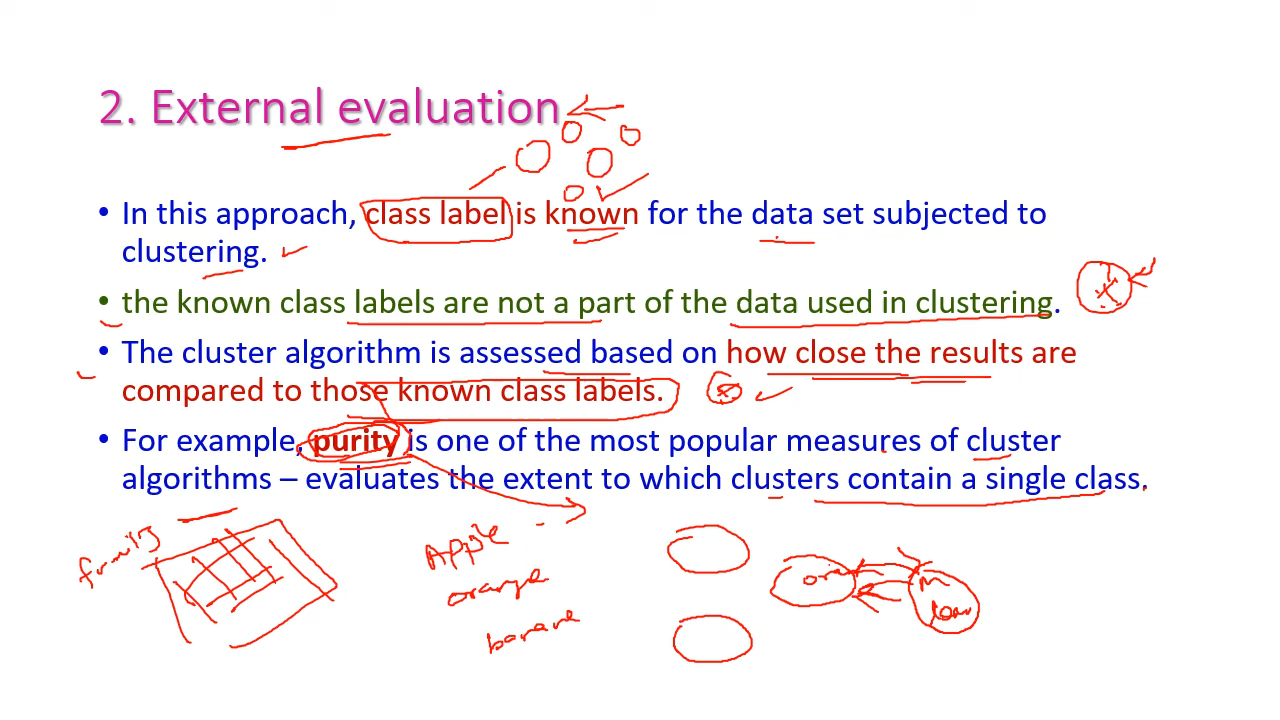 2. External evaluation
• In this approach, class label is known for the data set subjected to
clustering.
• the known class labels are not a part of the data used in clustering.
• The cluster algorithm is assessed based on how close the results are
compared to those known class labels.
• For example, purity is one of the most popular measures of cluster
algorithms – evaluates the extent to which clusters contain a single class.
family
Apple
orange
banana